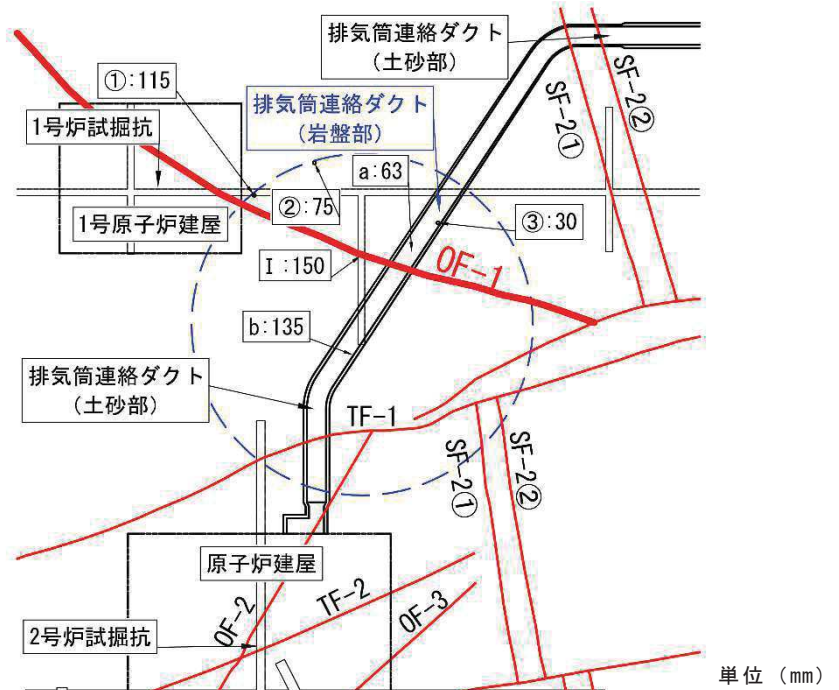 排気筒連絡ダクト
（土砂部）
①:115
排気筒連絡ダクト
（岩盤部）
1号炉試掘坑
a:63
SF-2①
SF-2②
②:75
③:30
1号原子炉建屋
I:150
OF-1
b:135
排気筒連絡ダクト
（土砂部）
TF-1
SF-2①
SF-2②
原子炉建屋
OF-2
TF-2
OF-3
2号炉試掘坑
単位（mm）